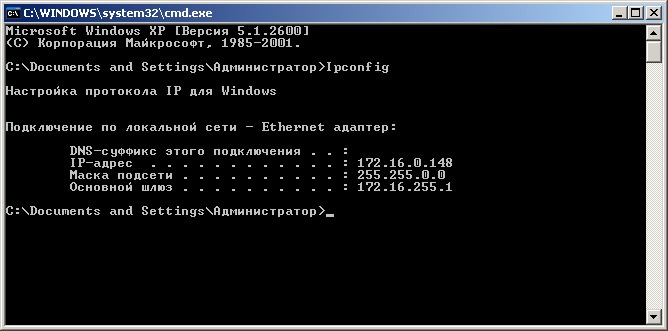 C:\WINDOWS\system32\cmd.exe
Microsoft Windows XP [Версия 5.1.2600]
(C) Корпорация Майкрософт, 1985-2001.
C:\Documents and Settings\Администратор>Ipconfig
Настройка протокола IP для Windows
Подключение по локальной сети - Ethernet адаптер:
DNS-суффикс этого подключения . . :
IP-адрес . . . . . . . . . . . . : 172.16.0.148
Маска подсети . . . . . . . . . . : 255.255.0.0
Основной шлюз . . . . . . . . . . : 172.16.255.1
C:\Documents and Settings\Администратор>_